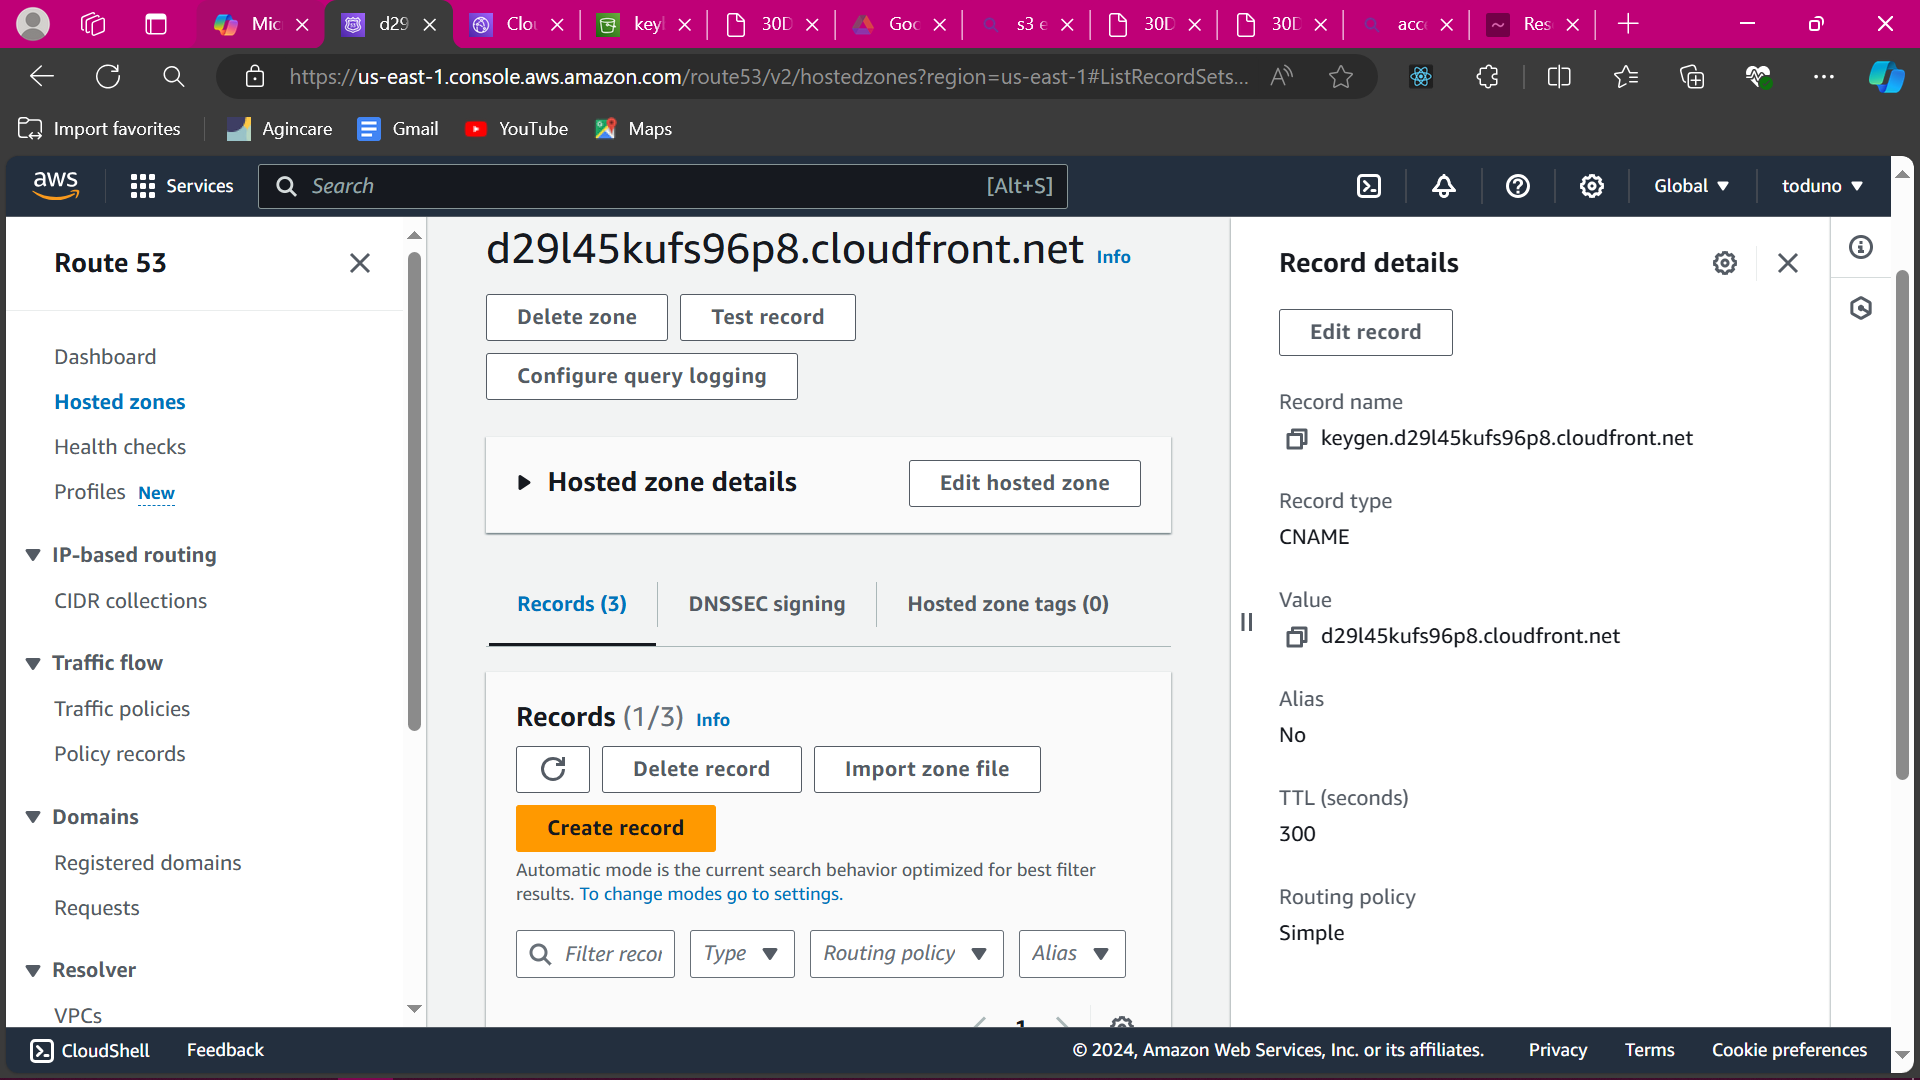 Mic
d29
Clou
keyl
30D
Goo
s3 e
30D
30D
acce
Res
https://us-east-1.console.aws.amazon.com/route53/v2/hostedzones?region=us-east-1#ListRecordSets...
Import favorites
Agincare
Gmail
YouTube
Maps
aws
Services
Search
[Alt+S]
Global
toduno
Route 53
Dashboard
Hosted zones
Health checks
Profiles New
IP-based routing
CIDR collections
Traffic flow
Traffic policies
Policy records
Domains
Registered domains
Requests
Resolver
VPCs
d29l45kufs96p8.cloudfront.net Info
Delete zone
Test record
Configure query logging
Hosted zone details
Edit hosted zone
Records (3)
DNSSEC signing
Hosted zone tags (0)
Records (1/3) Info
Delete record
Import zone file
Create record
Automatic mode is the current search behavior optimized for best filter
results. To change modes go to settings.
Filter recor
Type
Routing policy
Alias
1
Record details
Edit record
Record name
keygen.d29l45kufs96p8.cloudfront.net
Record type
CNAME
Value
d29l45kufs96p8.cloudfront.net
Alias
No
TTL (seconds)
300
Routing policy
Simple
CloudShell
Feedback
© 2024, Amazon Web Services, Inc. or its affiliates.
Privacy
Terms
Cookie preferences